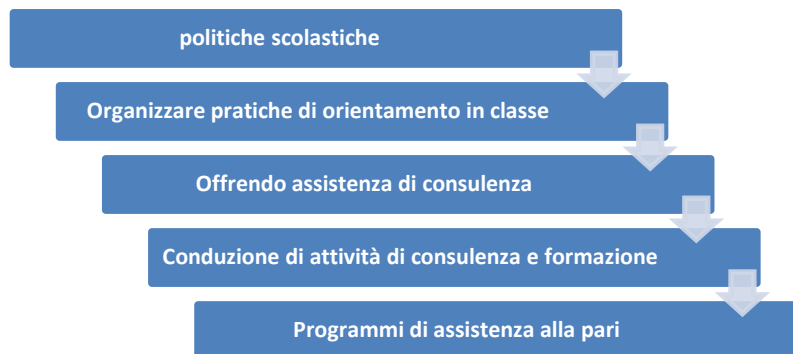 politiche scolastiche
Organizzare pratiche di orientamento in classe
Offrendo assistenza di consulenza
Conduzione di attività di consulenza e formazione
Programmi di assistenza alla pari